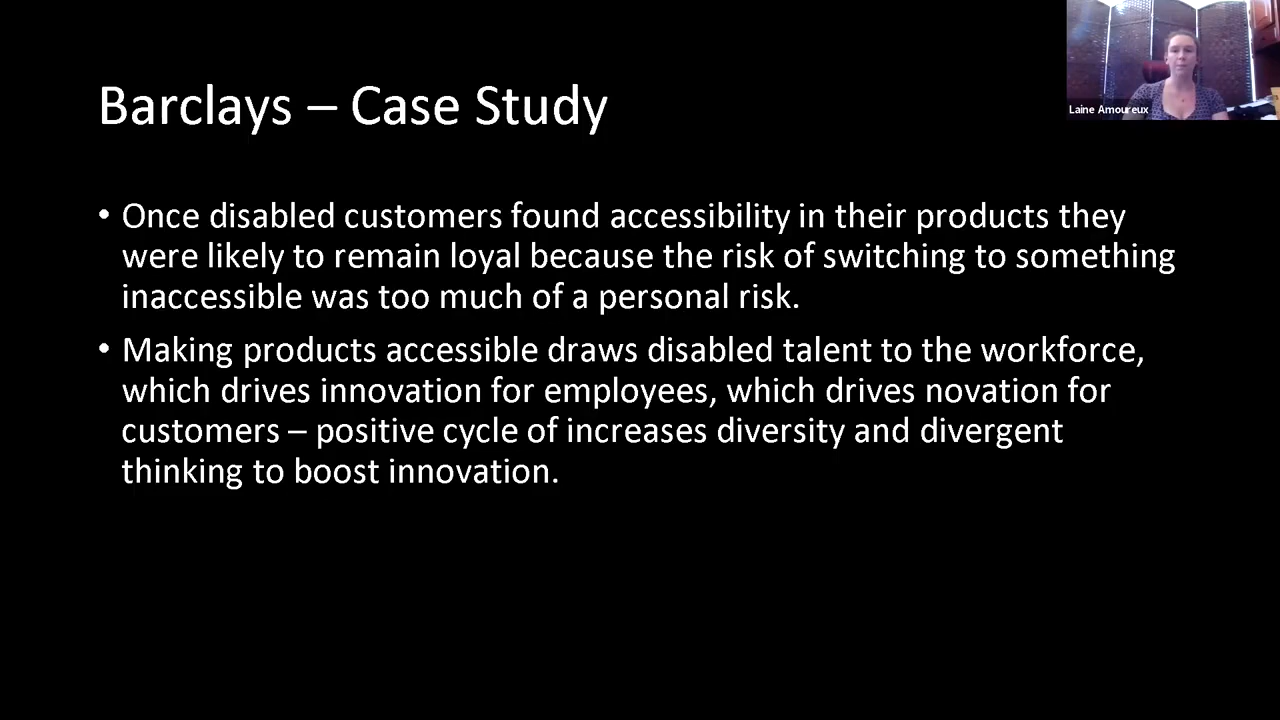 Barclays – Case Study
Laine Amoureux
• Once disabled customers found accessibility in their products they
were likely to remain loyal because the risk of switching to something
inaccessible was too much of a personal risk.
• Making products accessible draws disabled talent to the workforce,
which drives innovation for employees, which drives novation for
customers – positive cycle of increases diversity and divergent
thinking to boost innovation.